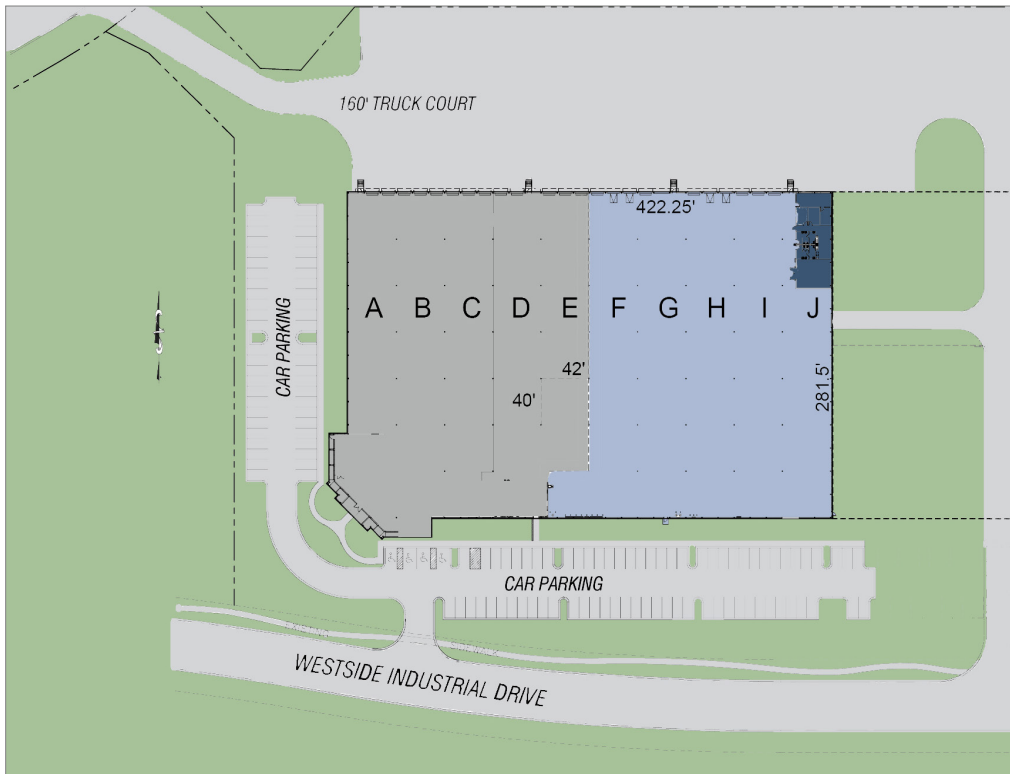 160' TRUCK COURT
422.25'
CAR PARKING
A B C D E F G H I J
42'
40'
281.5'
CAR PARKING
WESTSIDE INDUSTRIAL DRIVE